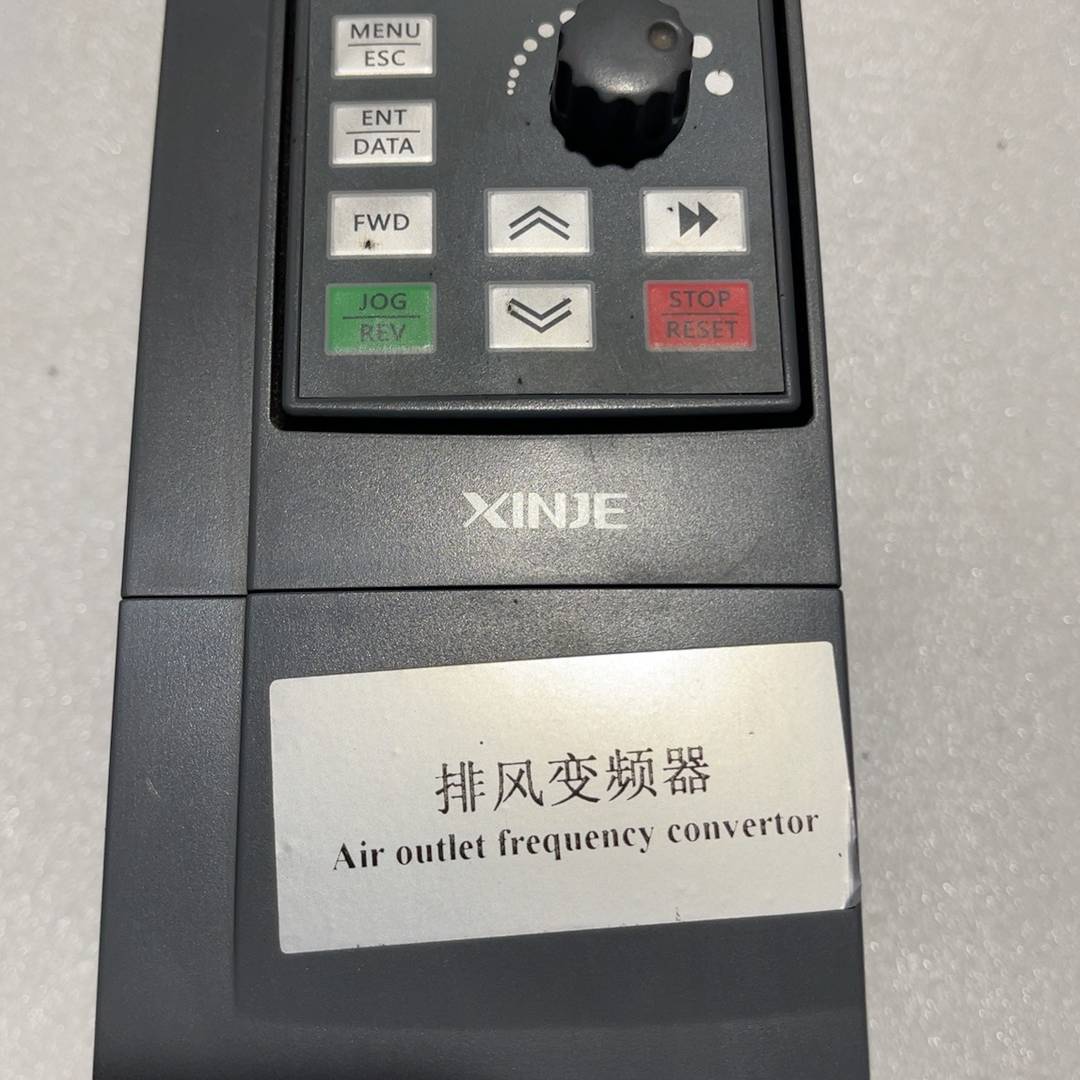 MENU
ESC
ENT
DATA
FWD
JOG
REV
STOP
RESET
XINJE
排风变频器
Air outlet frequency convertor